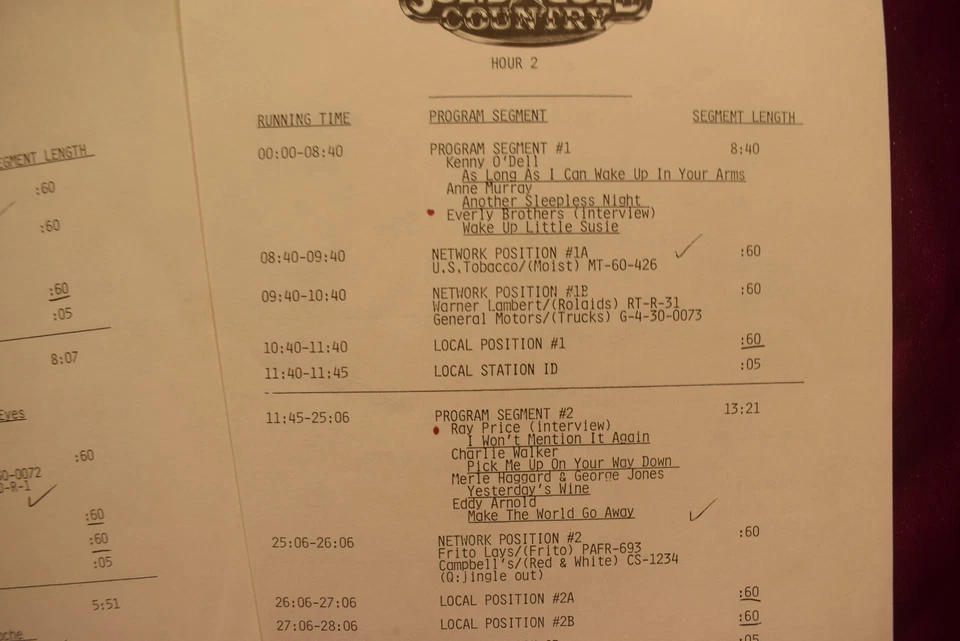 SOLID GOLD
COUNTRY
HOUR 2
RUNNING TIME PROGRAM SEGMENT SEGMENT LENGTH
00:00-08:40 PROGRAM SEGMENT #1 8:40
Kenny O'Dell
As Long As I Can Wake Up In Your Arms
Anne Murray
Another Sleepless Night
Everly Brothers (interview)
Wake Up Little Susie
08:40-09:40 NETWORK POSITION #1A :60
U.S.Tobacco/(Moist) MT-60-426
09:40-10:40 NETWORK POSITION #1B :60
Warner Lambert/(Rolaids) RT-R-31
General Motors/(Trucks) G-4-30-0073
10:40-11:40 LOCAL POSITION #1 :60
11:40-11:45 LOCAL STATION ID :05
11:45-25:06 PROGRAM SEGMENT #2 13:21
Ray Price (interview)
I Won't Mention It Again
Charlie Walker
Pick Me Up On Your Way Down
Merle Haggard & George Jones
Yesterday's Wine
Eddy Arnold
Make The World Go Away
25:06-26:06 NETWORK POSITION #2 :60
Frito Lays/(Frito) PAFR-693
Campbell's/(Red & White) CS-1234
(Q:jingle out)
26:06-27:06 LOCAL POSITION #2A :60
27:06-28:06 LOCAL POSITION #2B :60
:05
EGMENT LENGTH
:60
:60
:60
:05
8:07
Eyes
:60
0-0072
D-R-1
:60
:60
:05
5:51
oche